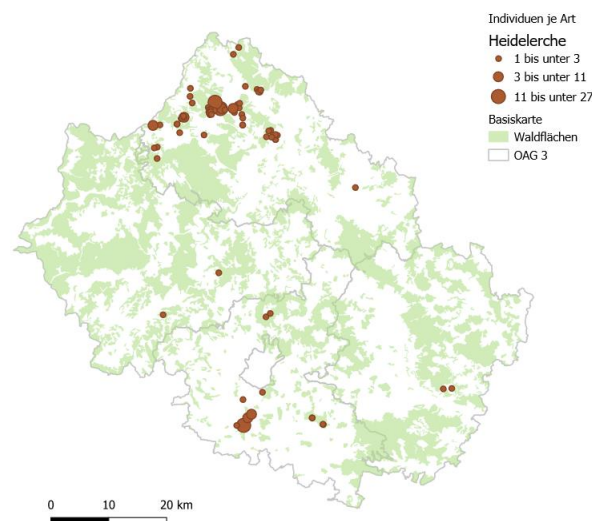 Individuen je Art
Heidelerche
1 bis unter 3
3 bis unter 11
11 bis unter 27
Basiskarte
Waldflächen
OAG 3
0 10 20 km